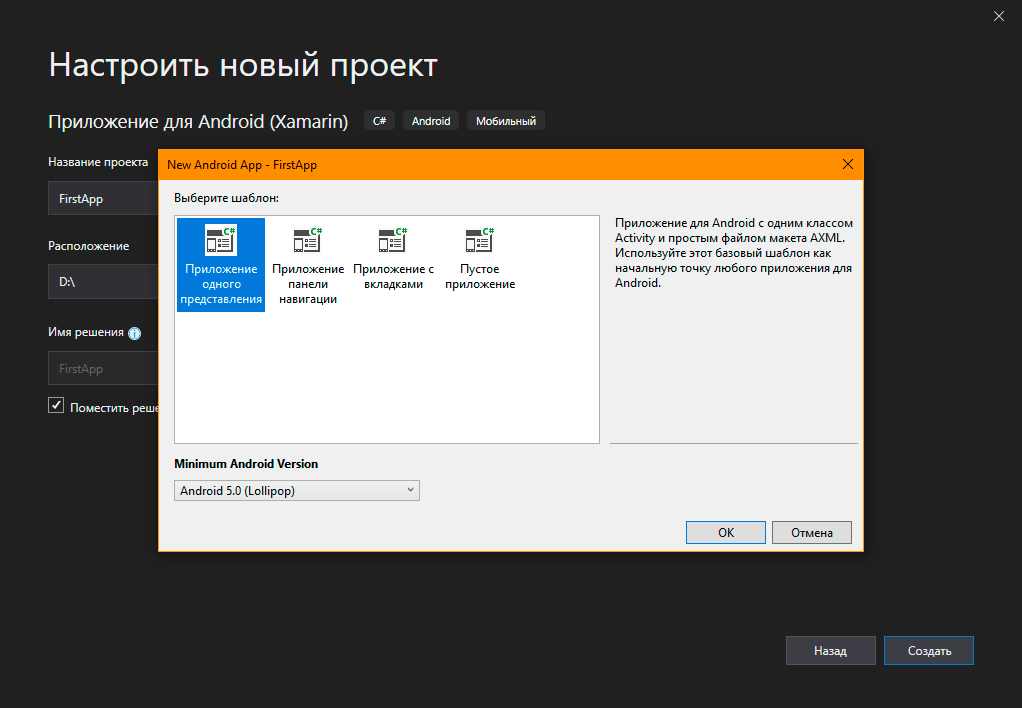 Настроить новый проект
Приложение для Android (Xamarin) C# Android Мобильный
Название проекта
FirstApp
Расположение
D:\
Имя решения
FirstApp
Поместить реше
New Android App - FirstApp
Выберите шаблон:
Приложение одного представления
Приложение панели навигации
Приложение с вкладками
Пустое приложение
Приложение для Android с одним классом
Activity и простым файлом макета AXML.
Используйте этот базовый шаблон как
начальную точку любого приложения для
Android.
Minimum Android Version
Android 5.0 (Lollipop)
OK Отмена
Назад Создать